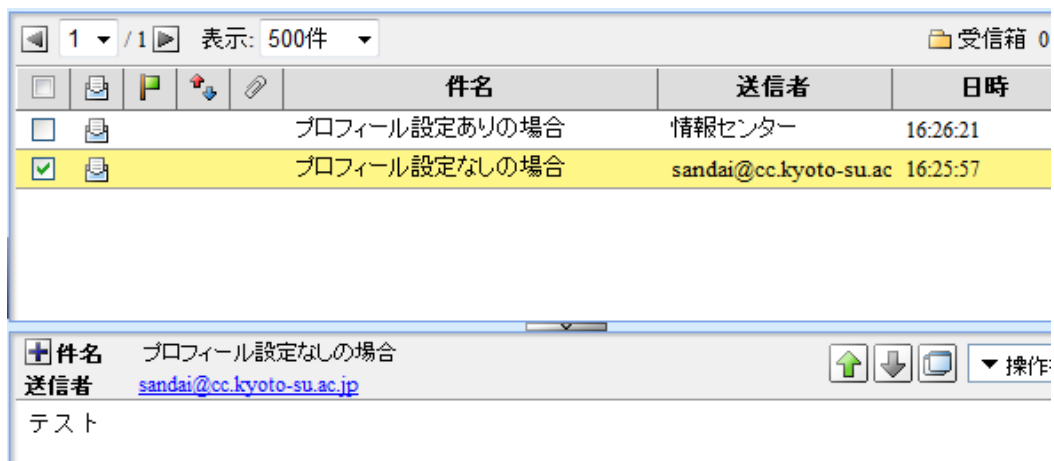 1 / 1 表示: 500件 受信箱 0
件名 送信者 日時
プロフィール設定ありの場合 情報センター 16:26:21
プロフィール設定なしの場合 sandai@cc.kyoto-su.ac 16:25:57
件名 プロフィール設定なしの場合
操作
送信者 sandai@cc.kyoto-su.ac.jp
テスト